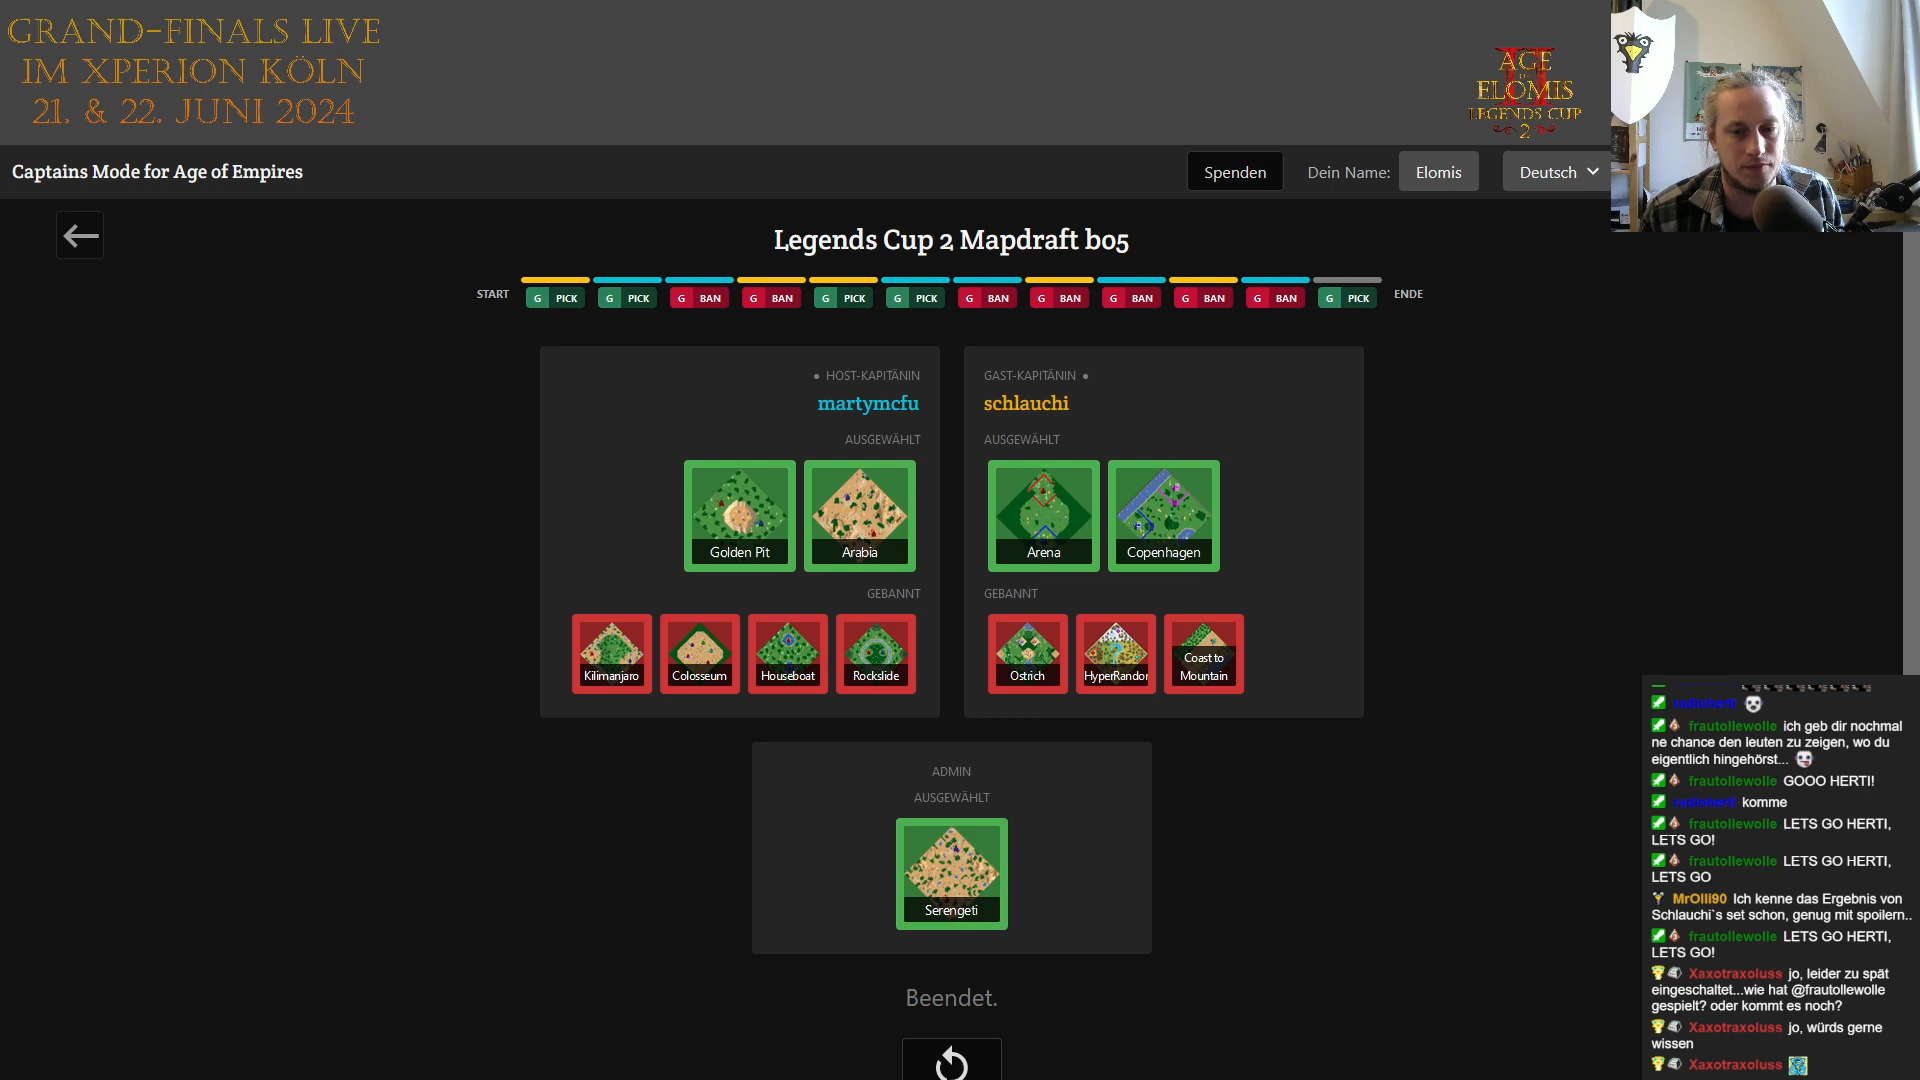 GRAND-FINALS LIVE
IM XPERION KÖLN
21. & 22. JUNI 2024
AGE
ELOMIS
LEGENDS CUP
2
Captains Mode for Age of Empires
Spenden
Dein Name:
Elomis
Deutsch
Legends Cup 2 Mapdraft bo5
START
G PICK
G PICK
G BAN
G BAN
G PICK
G PICK
G BAN
G BAN
G BAN
G BAN
G BAN
G PICK
ENDE
HOST-KAPITÄNIN
martymcfu
AUSGEWÄHLT
Golden Pit
Arabia
GEBANNT
Kilimanjaro
Colosseum
Houseboat
Rockslide
GAST-KAPITÄNIN
schlauchi
AUSGEWÄHLT
Arena
Copenhagen
GEBANNT
Ostrich
HyperRandor
Coast to
Mountain
ADMIN
AUSGEWÄHLT
Serengeti
Beendet.
frautollewolle ich geb dir nochmal
ne chance den leuten zu zeigen, wo du
eigentlich hingehörst...
frautollewolle GOOO HERTI!
komme
frautollewolle LETS GO HERTI,
LETS GO!
frautollewolle LETS GO HERTI,
LETS GO
MrOlli90 Ich kenne das Ergebnis von
Schlauchi`s set schon, genug mit spoilern..
frautollewolle LETS GO HERTI,
LETS GO!
Xaxotraxoluss jo, leider zu spät
eingeschaltet...wie hat @frautollewolle
gespielt? oder kommt es noch?
Xaxotraxoluss jo, würds gerne
wissen
Xaxotraxoluss